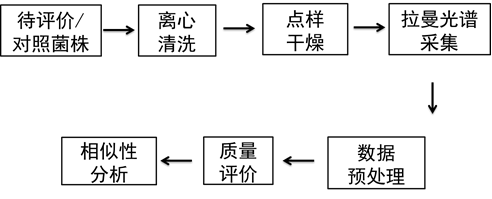 待评价/
对照菌株
离心
清洗
点样
干燥
拉曼光谱
采集
数据
预处理
质量
评价
相似性
分析